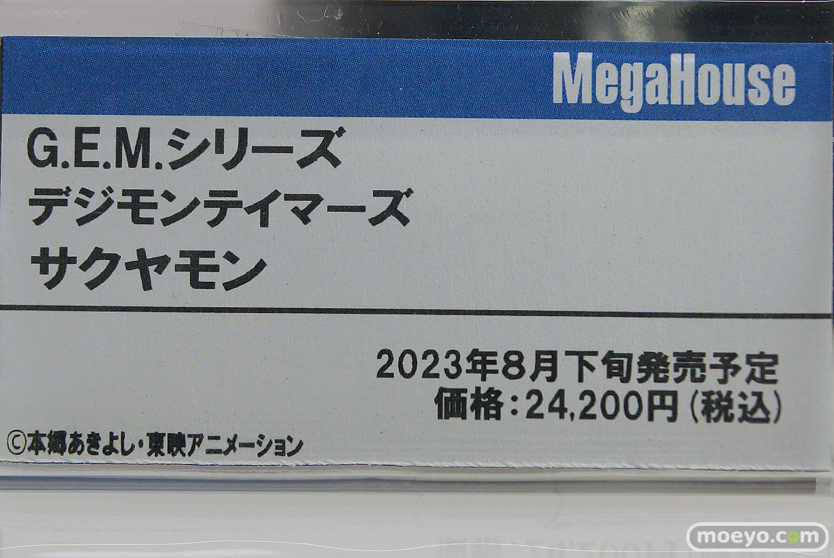 MegaHouse
G.E.M.シリーズ
デジモンテイマーズ
サクヤモン
2023年8月下旬発売予定
価格：24,200円（税込）
©本郷あきよし・東映アニメーション
moeyo.com